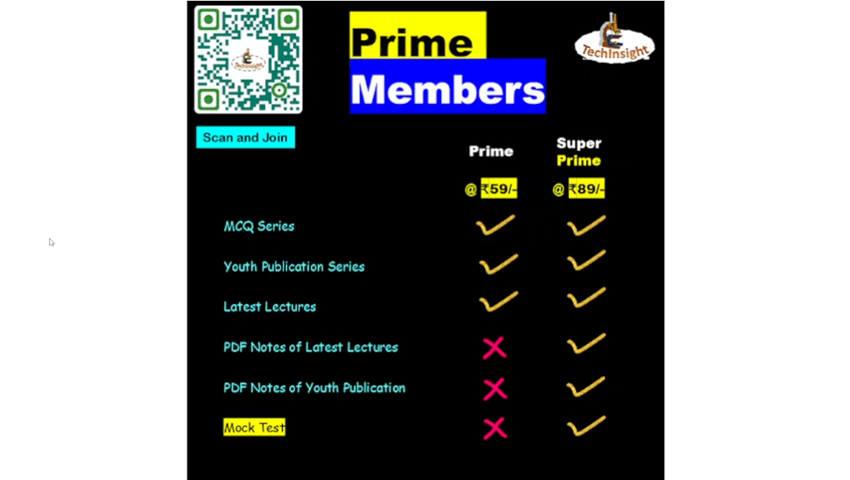 Prime
Members
TechInsight
Scan and Join
Prime
Super
Prime
@ ₹59/-
@ ₹89/-
MCQ Series
Youth Publication Series
Latest Lectures
PDF Notes of Latest Lectures
PDF Notes of Youth Publication
Mock Test